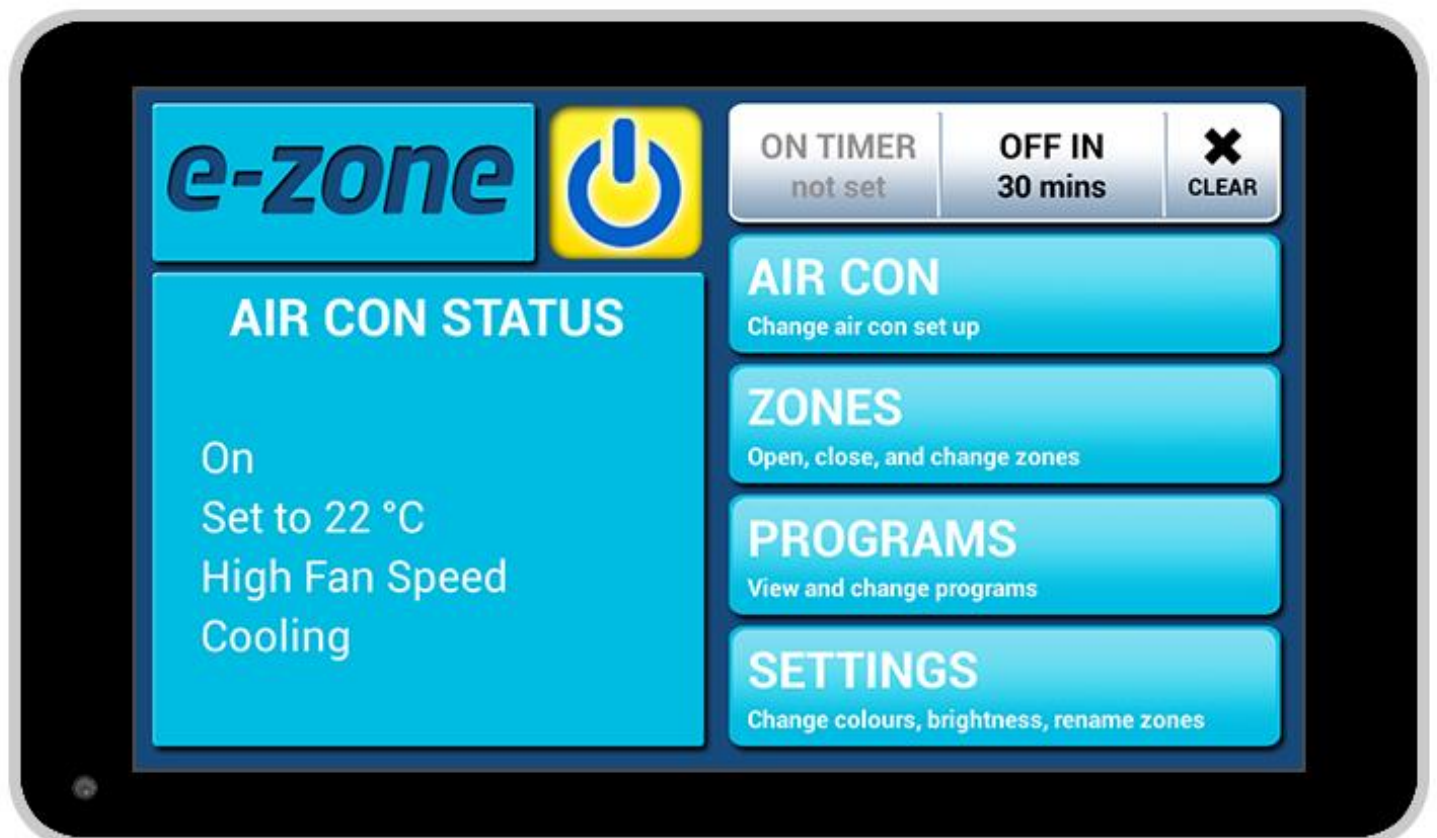 e-zone
AIR CON STATUS
On
Set to 22 °C
High Fan Speed
Cooling
ON TIMER
not set
OFF IN
30 mins
CLEAR
AIR CON
Change air con set up
ZONES
Open, close, and change zones
PROGRAMS
View and change programs
SETTINGS
Change colours, brightness, rename zones